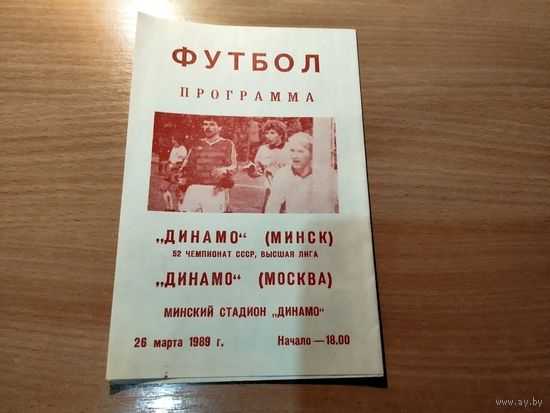 ФУТБОЛ
ПРОГРАММА
„ДИНАМО“ (МИНСК)
52 ЧЕМПИОНАТ СССР, ВЫСШАЯ ЛИГА
„ДИНАМО“ (МОСКВА)
МИНСКИЙ СТАДИОН „ДИНАМО“
26 марта 1989 г. Начало — 18.00
www.ay.by